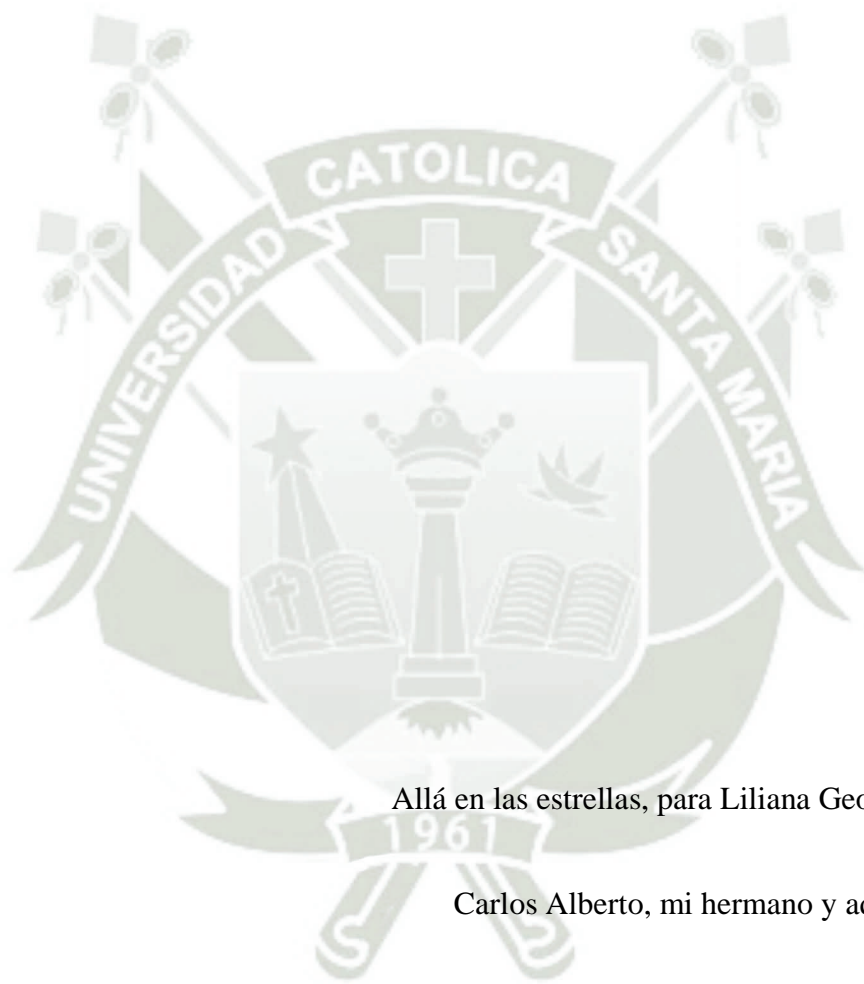 CATOLICA
UNIVERSIDAD
SANTA MARIA
1961
Allá en las estrellas, para Liliana
Carlos Alberto, mi hermano y